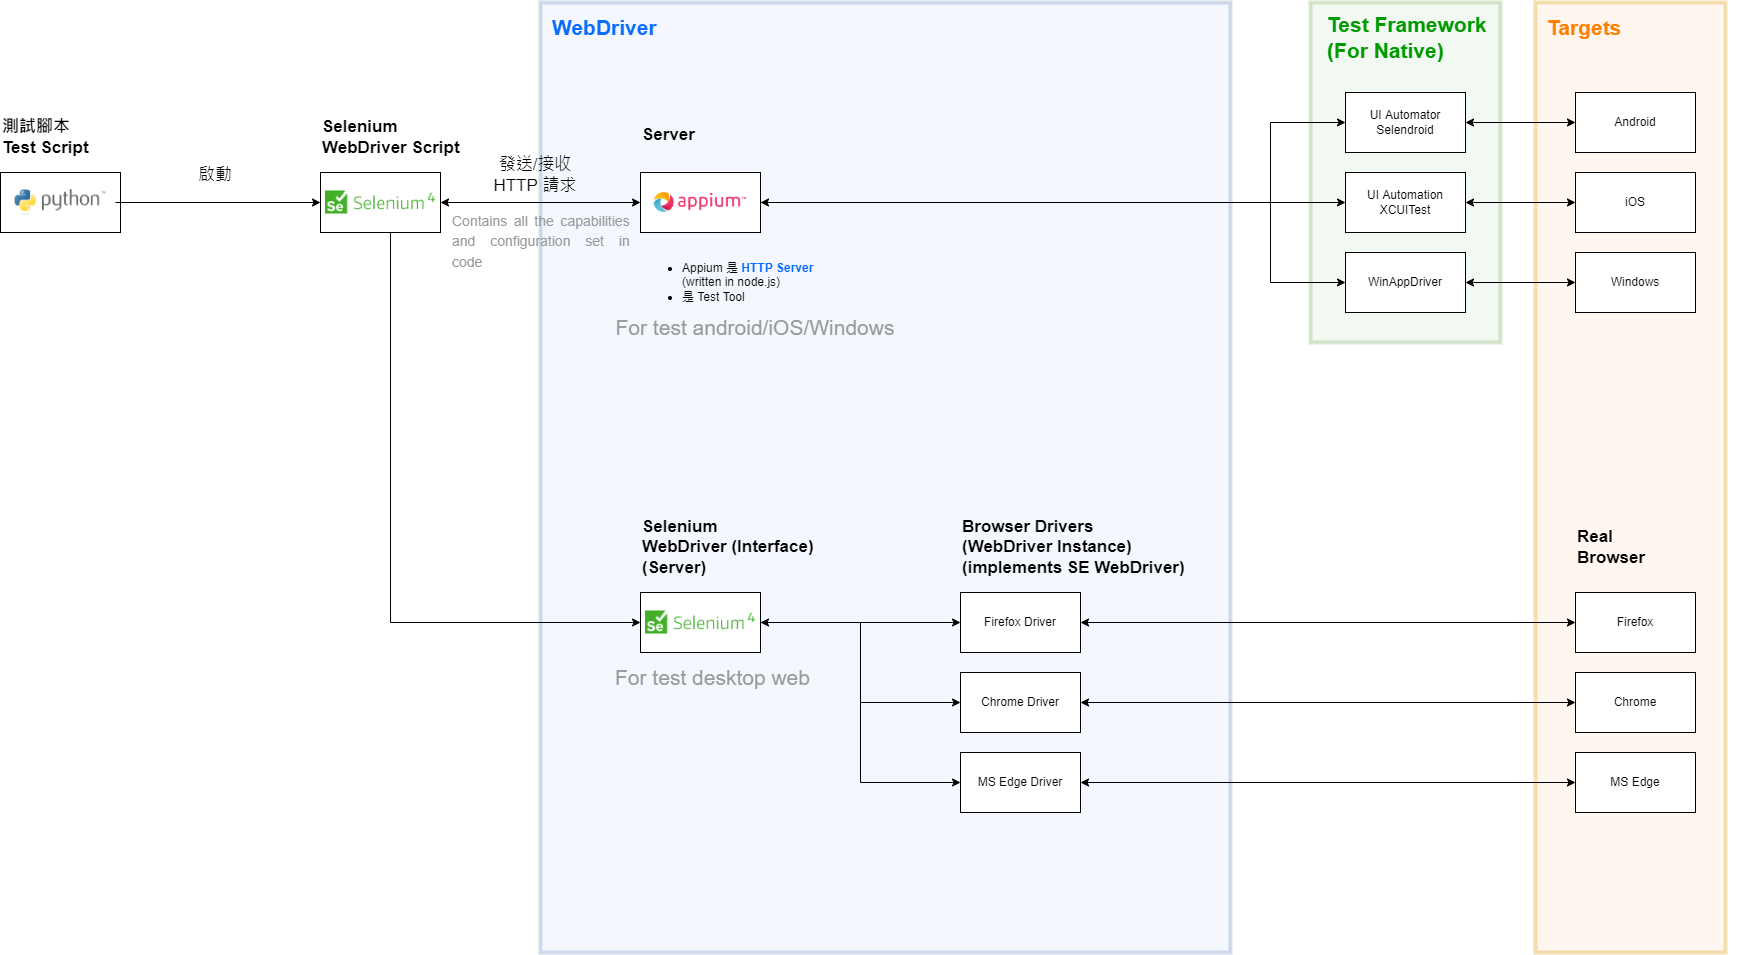 WebDriver
Test Framework
(For Native)
Targets
測試腳本
Test Script
python™
啟動
Selenium
WebDriver Script
Se Selenium 4
發送/接收
HTTP 請求
Contains all the capabilities
and configuration set in
code
Server
appium™
Appium 是 HTTP Server
(written in node.js)
是 Test Tool
For test android/iOS/Windows
UI Automator
Selendroid
Android
UI Automation
XCUITest
iOS
WinAppDriver
Windows
Selenium
WebDriver (Interface)
(Server)
Se Selenium 4
For test desktop web
Browser Drivers
(WebDriver Instance)
(implements SE WebDriver)
Firefox Driver
Chrome Driver
MS Edge Driver
Real
Browser
Firefox
Chrome
MS Edge